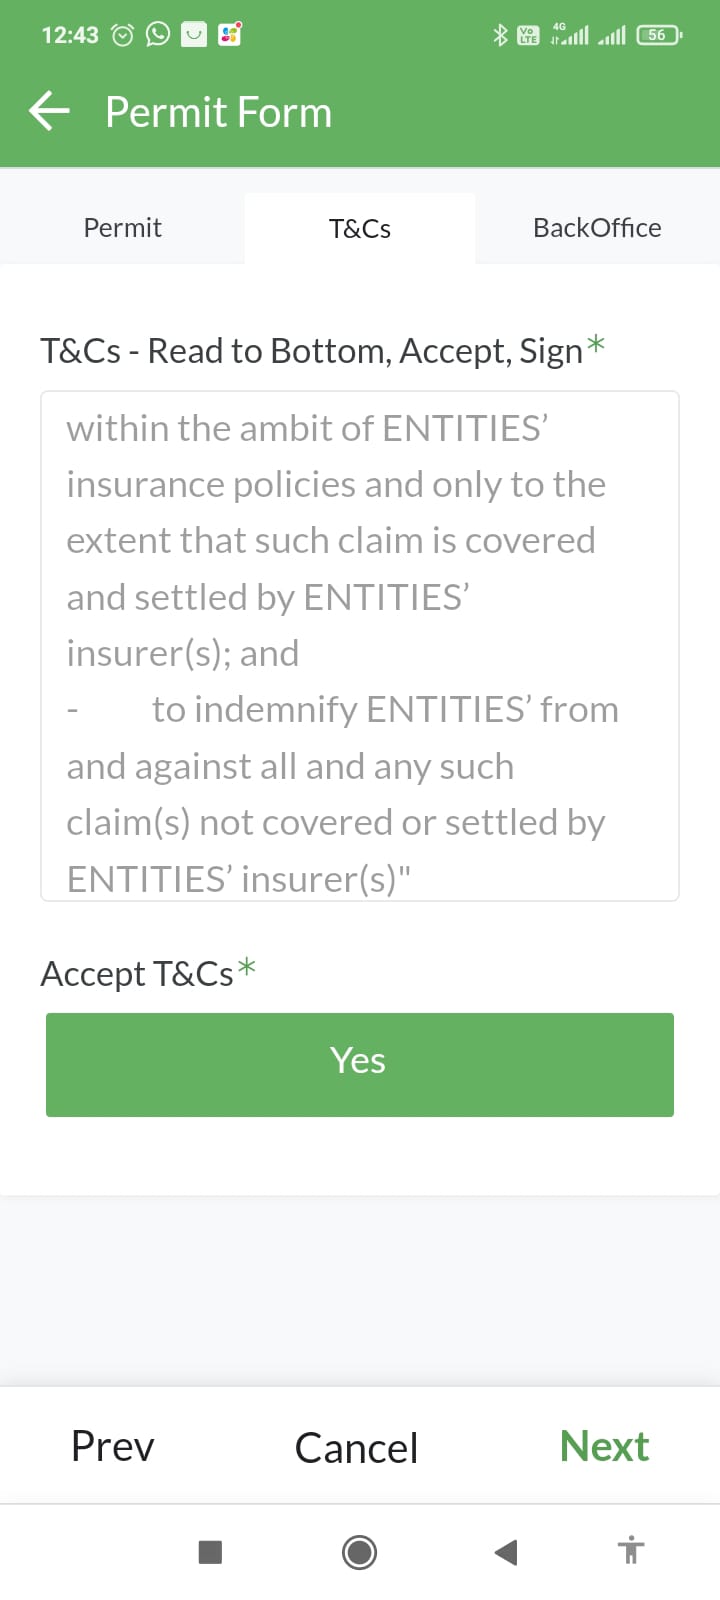 12:43
Vo LTE 4G 56
Permit Form
Permit T&Cs BackOffice
T&Cs - Read to Bottom, Accept, Sign*
within the ambit of ENTITIES’
insurance policies and only to the
extent that such claim is covered
and settled by ENTITIES’
insurer(s); and
- to indemnify ENTITIES’ from
and against all and any such
claim(s) not covered or settled by
ENTITIES’ insurer(s)"
Accept T&Cs*
Yes
Prev Cancel Next